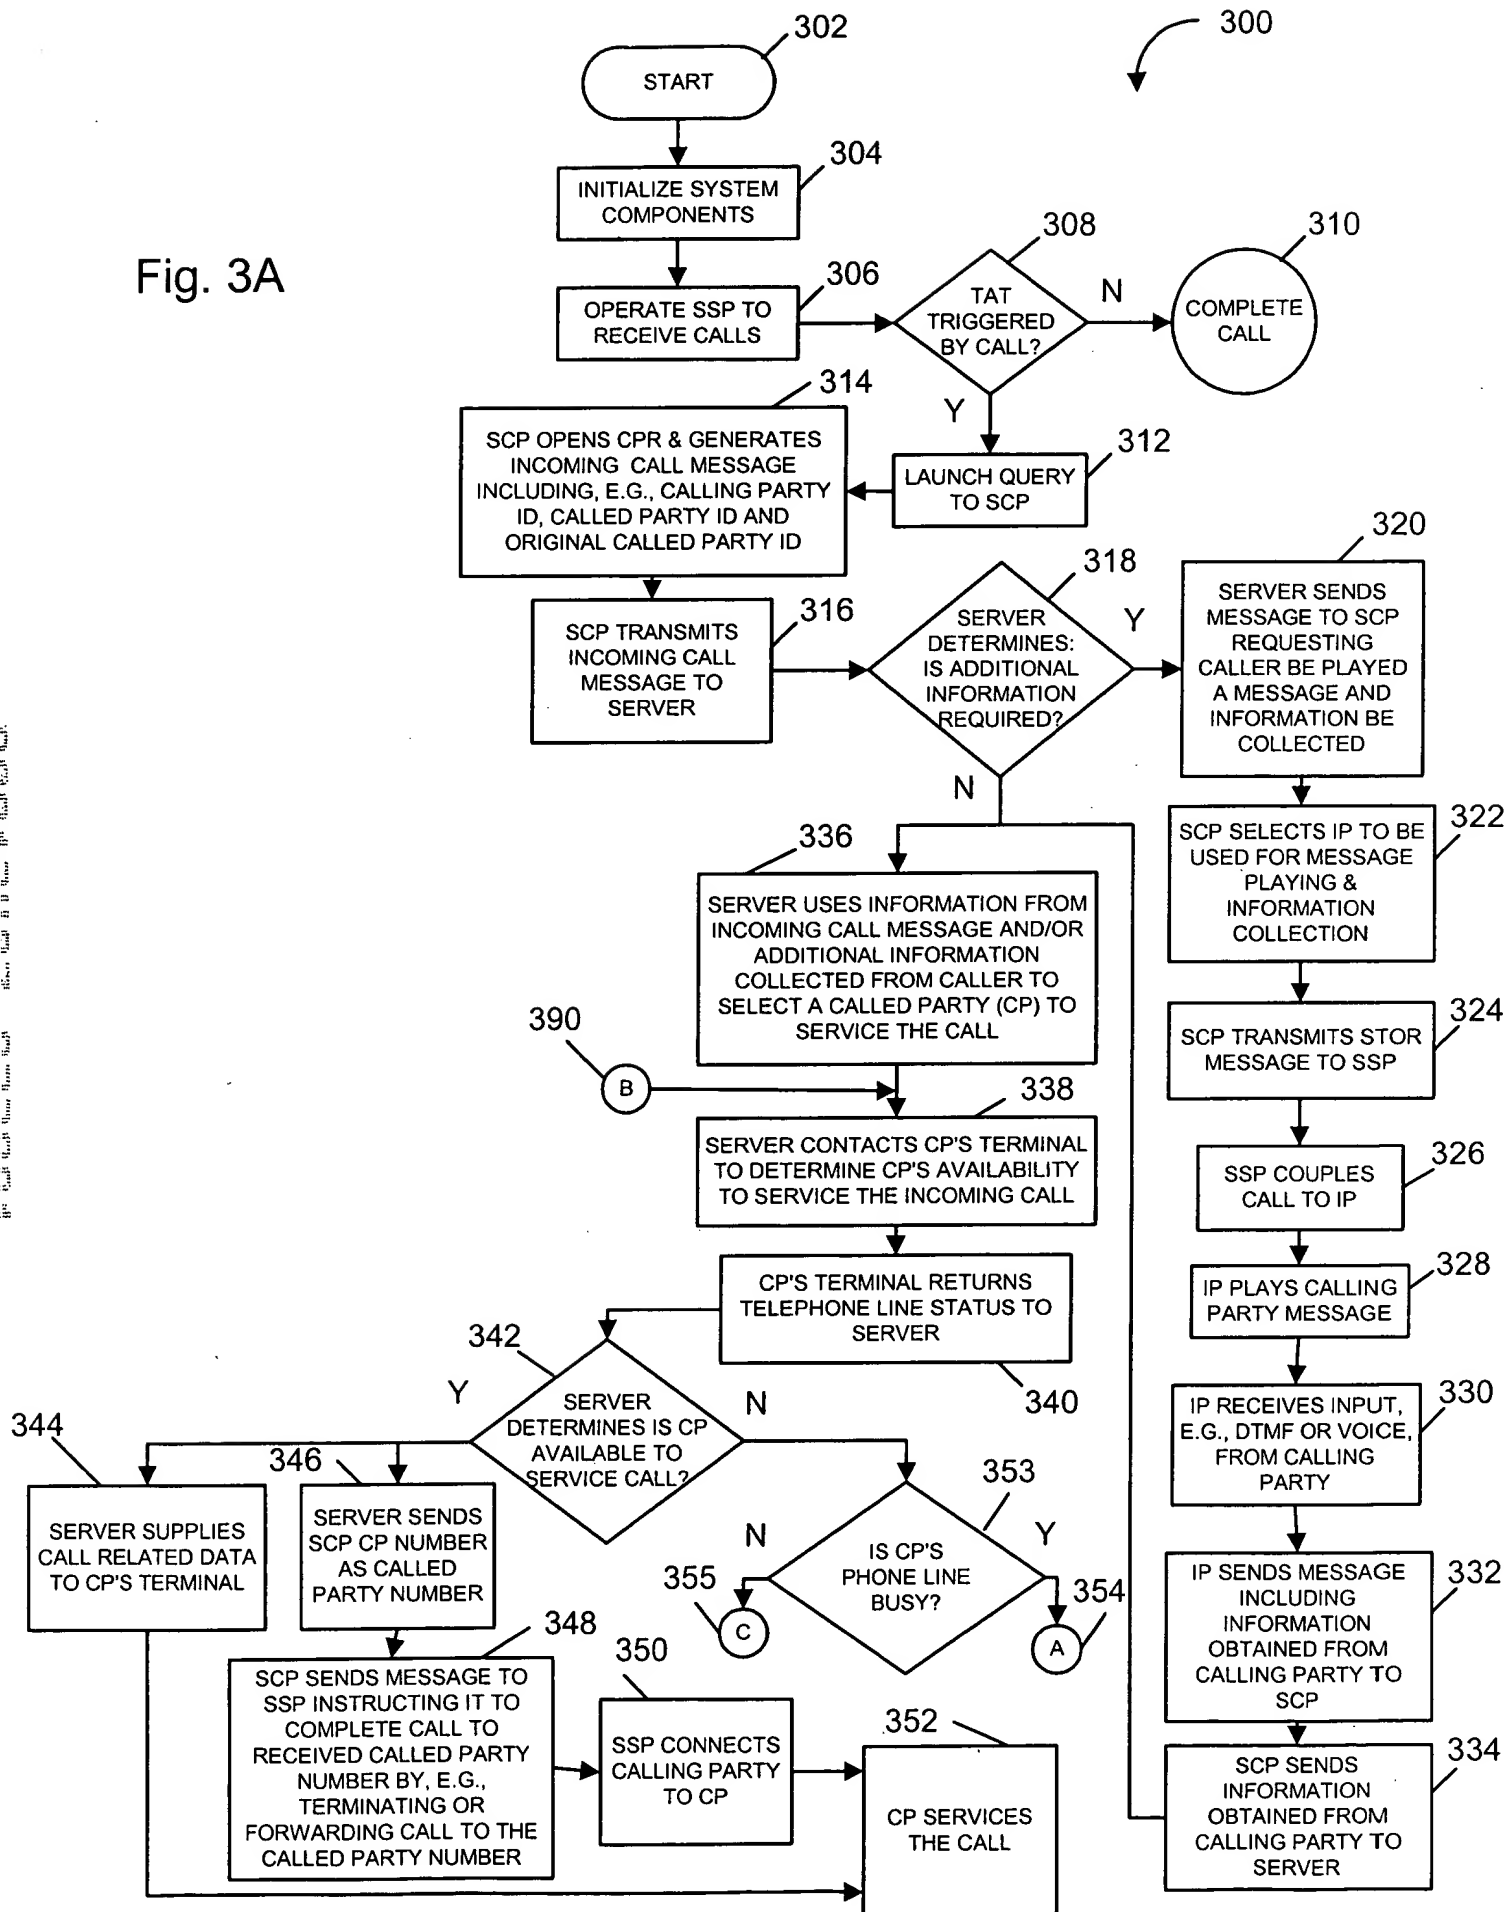 302
300
START
304
INITIALIZE SYSTEM
COMPONENTS
Fig. 3A
306
OPERATE SSP TO
RECEIVE CALLS
308
TAT
TRIGGERED
BY CALL?
N
Y
310
COMPLETE
CALL
312
LAUNCH QUERY
TO SCP
314
SCP OPENS CPR & GENERATES
INCOMING CALL MESSAGE
INCLUDING, E.G., CALLING PARTY
ID, CALLED PARTY ID AND
ORIGINAL CALLED PARTY ID
316
SCP TRANSMITS
INCOMING CALL
MESSAGE TO
SERVER
318
SERVER
DETERMINES:
IS ADDITIONAL
INFORMATION
REQUIRED?
Y
N
320
SERVER SENDS
MESSAGE TO SCP
REQUESTING
CALLER BE PLAYED
A MESSAGE AND
INFORMATION BE
COLLECTED
322
SCP SELECTS IP TO BE
USED FOR MESSAGE
PLAYING &
INFORMATION
COLLECTION
324
SCP TRANSMITS STOR
MESSAGE TO SSP
326
SSP COUPLES
CALL TO IP
328
IP PLAYS CALLING
PARTY MESSAGE
330
IP RECEIVES INPUT,
E.G., DTMF OR VOICE,
FROM CALLING
PARTY
332
IP SENDS MESSAGE
INCLUDING
INFORMATION
OBTAINED FROM
CALLING PARTY TO
SCP
334
SCP SENDS
INFORMATION
OBTAINED FROM
CALLING PARTY TO
SERVER
336
SERVER USES INFORMATION FROM
INCOMING CALL MESSAGE AND/OR
ADDITIONAL INFORMATION
COLLECTED FROM CALLER TO
SELECT A CALLED PARTY (CP) TO
SERVICE THE CALL
390
B
338
SERVER CONTACTS CP'S TERMINAL
TO DETERMINE CP'S AVAILABILITY
TO SERVICE THE INCOMING CALL
CP'S TERMINAL RETURNS
TELEPHONE LINE STATUS TO
SERVER
340
342
SERVER
DETERMINES IS CP
AVAILABLE TO
SERVICE CALL?
Y
N
344
SERVER SUPPLIES
CALL RELATED DATA
TO CP'S TERMINAL
346
SERVER SENDS
SCP CP NUMBER
AS CALLED
PARTY NUMBER
348
SCP SENDS MESSAGE TO
SSP INSTRUCTING IT TO
COMPLETE CALL TO
RECEIVED CALLED PARTY
NUMBER BY, E.G.,
TERMINATING OR
FORWARDING CALL TO THE
CALLED PARTY NUMBER
350
SSP CONNECTS
CALLING PARTY
TO CP
352
CP SERVICES
THE CALL
353
IS CP'S
PHONE LINE
BUSY?
N
Y
355
C
354
A